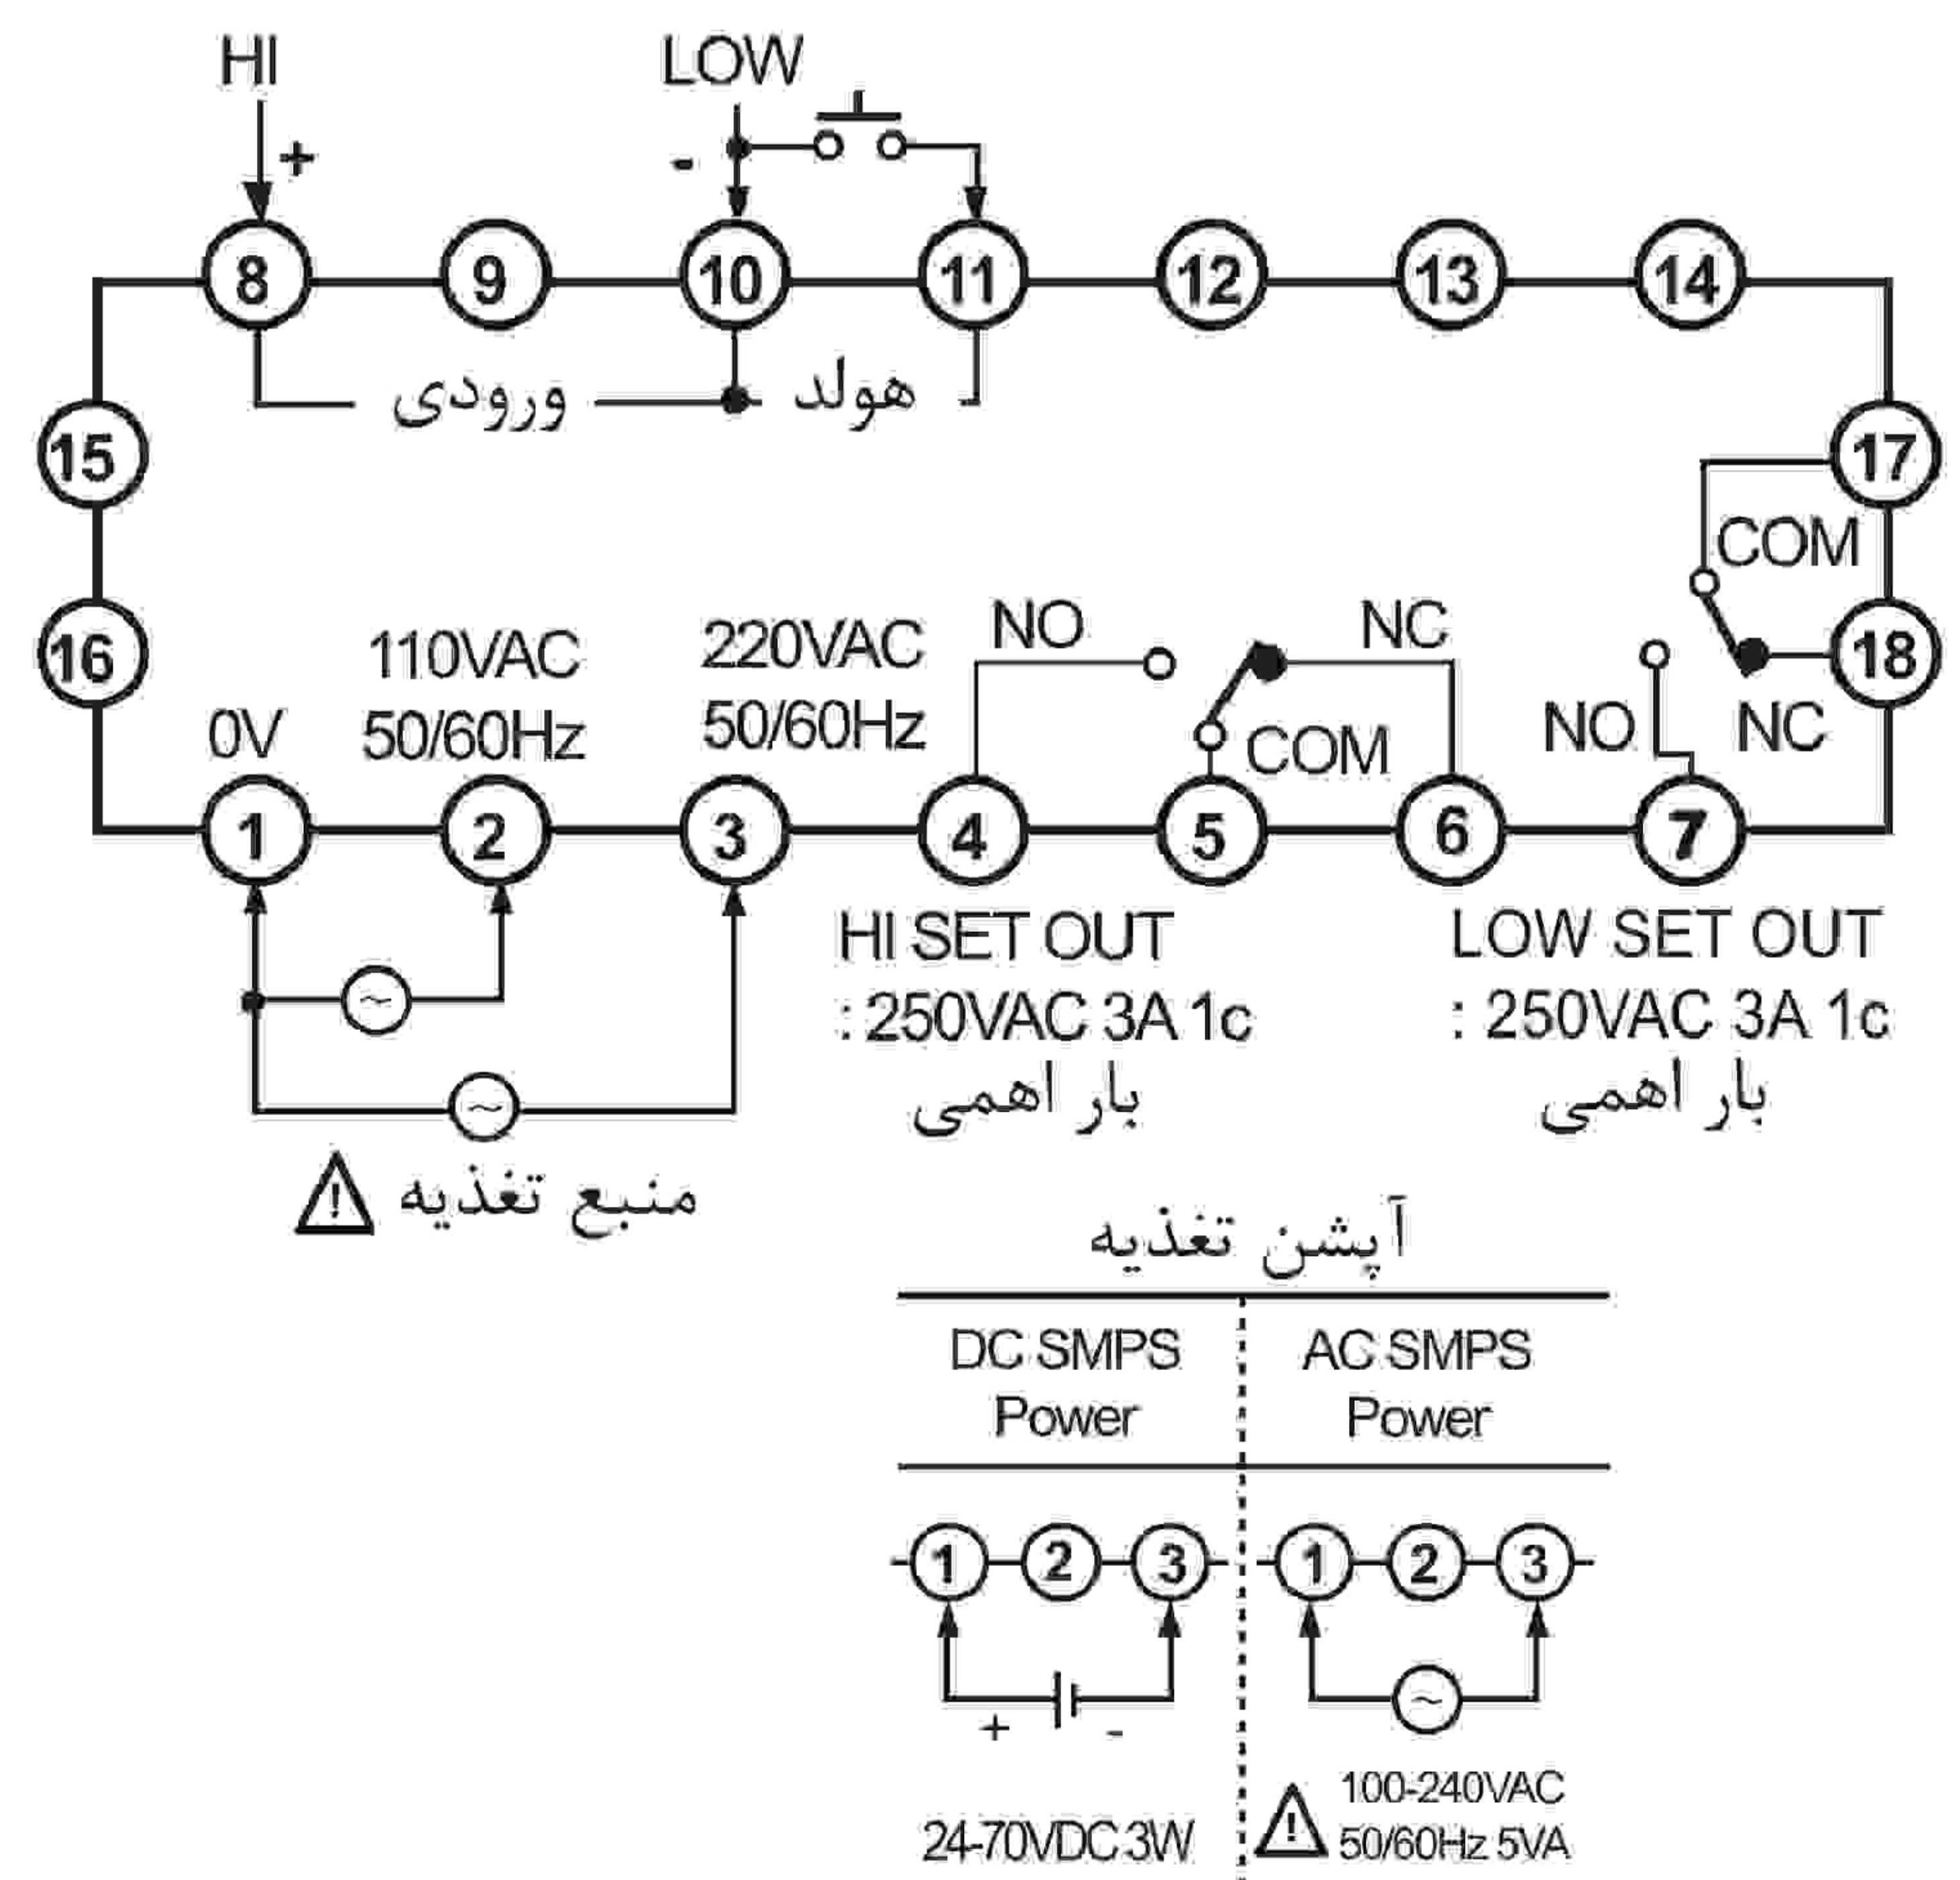 HI
LOW
+
-
8
9
10
11
12
13
14
ورودی
هولد
15
17
COM
16
18
110VAC
50/60Hz
220VAC
50/60Hz
0V
NO
NC
COM
NO
NC
1
2
3
4
5
6
7
~
~
HI SET OUT
: 250VAC 3A 1c
بار اهمی
LOW SET OUT
: 250VAC 3A 1c
بار اهمی
! منبع تغذیه
آپشن تغذیه
DC SMPS
Power
AC SMPS
Power
1
2
3
1
2
3
+
-
~
24-70VDC 3W
!
100-240VAC
50/60Hz 5VA